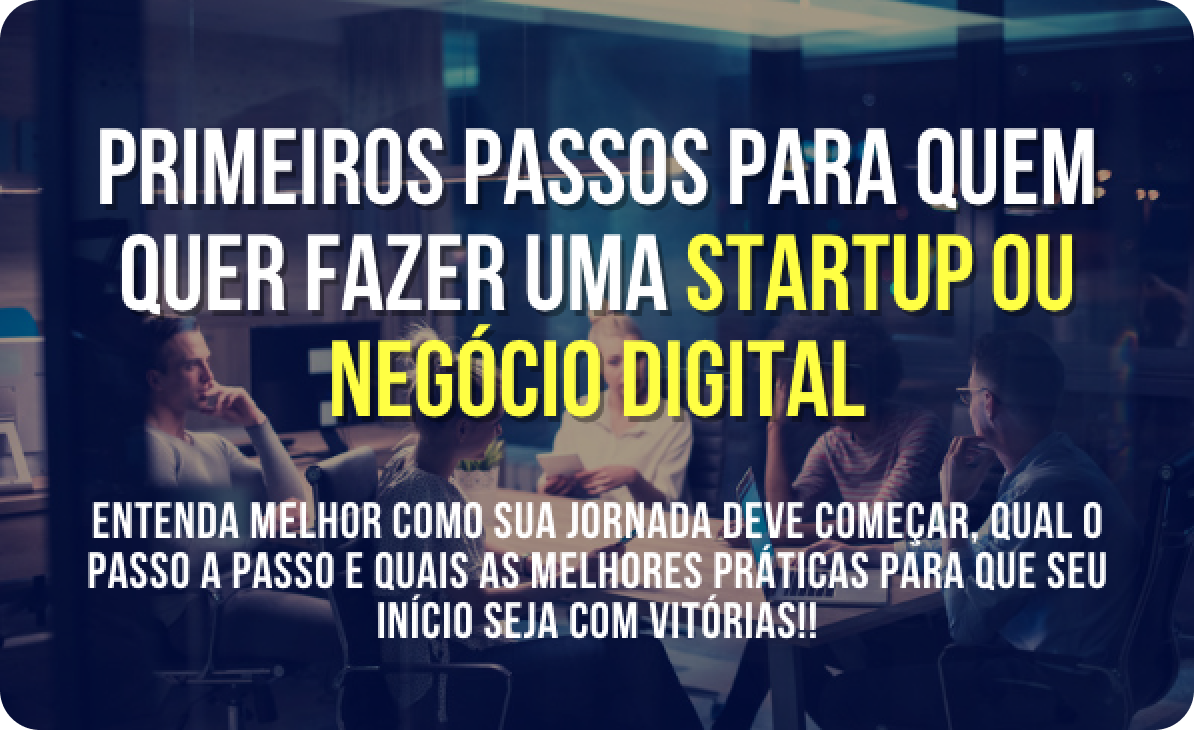 PRIMEIROS PASSOS PARA QUEM
QUER FAZER UMA STARTUP OU
NEGÓCIO DIGITAL
ENTENDA MELHOR COMO SUA JORNADA DEVE COMEÇAR, QUAL O
PASSO A PASSO E QUAIS AS MELHORES PRÁTICAS PARA QUE SEU
INÍCIO SEJA COM VITÓRIAS!!